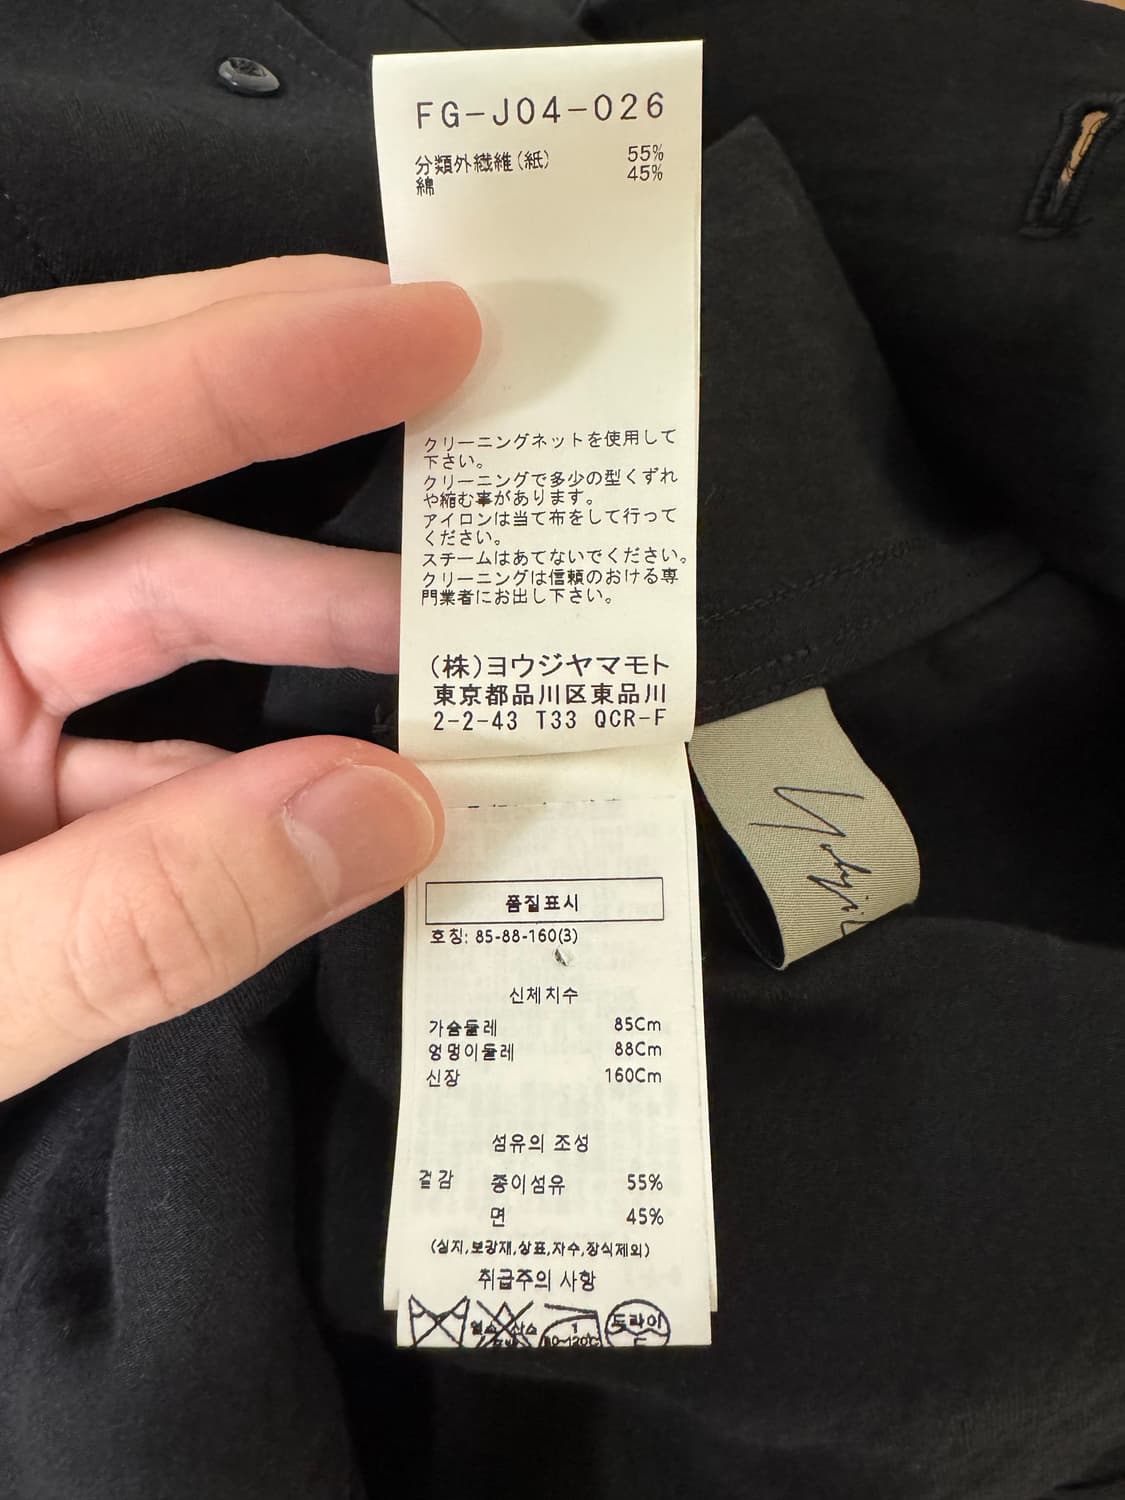 FG-J04-026
分類外繊維(紙) 55%
綿 45%
クリーニングネットを使用して
下さい。
クリーニングで多少の型くずれ
や縮む事があります。
アイロンは当て布をして行って
ください。
スチームはあてないでください。
クリーニングは信頼のおける専
門業者にお出し下さい。
(株)ヨウジヤマモト
東京都品川区東品川
2-2-43 T33 QCR-F
품질표시
호칭: 85-88-160(3)
신체치수
가슴둘레 85Cm
엉덩이둘레 88Cm
신장 160Cm
섬유의 조성
겉감 종이섬유 55%
면 45%
(심지,보강재,상표,자수,장식제외)
취급주의 사항
드라이
Yohji